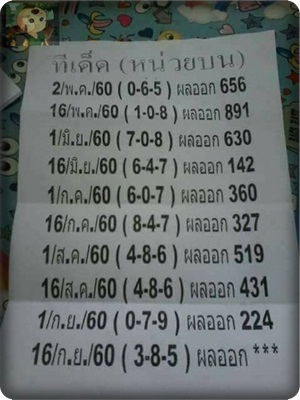 ทีเด็ด (หน่วยบน)
2/พ.ค./60 ( 0-6-5) ผลออก 656
16/พ.ค./60 ( 1-0-8) ผลออก 891
1/มิ.ย./60 ( 7-0-8) ผลออก 630
16/มิ.ย./60 ( 6-4-7) ผลออก 142
1/ก.ค./60 ( 6-0-7) ผลออก 360
16/ก.ค./60 ( 8-4-7) ผลออก 327
1/ส.ค./60 ( 4-8-6) ผลออก 519
16/ส.ค./60 ( 4-8-6) ผลออก 431
1/ก.ย./60 ( 0-7-9) ผลออก 224
16/ก.ย./60 ( 3-8-5) ผลออก ***